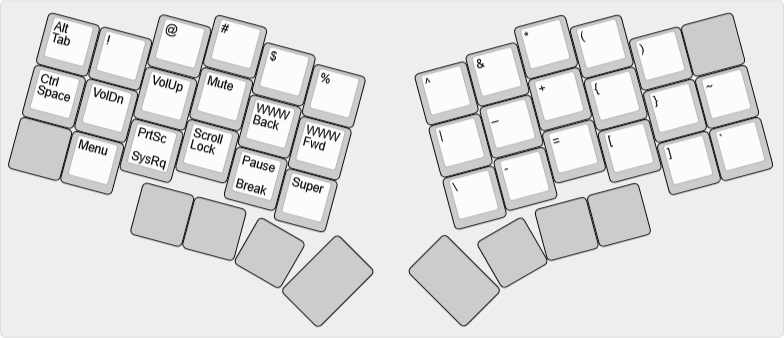 Alt
Tab
!
@
#
$
%
^
&
*
(
)
Ctrl
Space
VolDn
VolUp
Mute
WWW
Back
WWW
Fwd
|
_
+
{
}
~
Menu
PrtSc
SysRq
Scroll
Lock
Pause
Break
Super
\
-
=
[
]
`